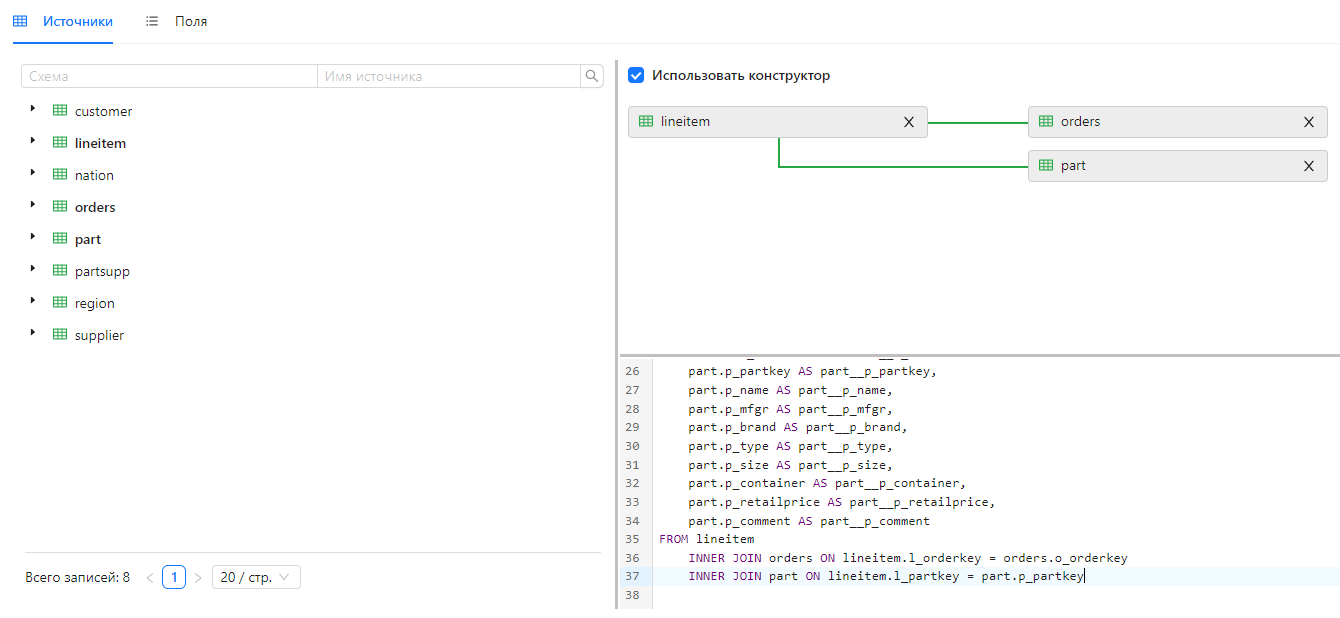 Источники
Поля
Схема
Имя источника
customer
lineitem
nation
orders
part
partsupp
region
supplier
Всего записей: 8
1
20 / стр.
Использовать конструктор
lineitem
orders
part
26 part.p_partkey AS part__p_partkey,
27 part.p_name AS part__p_name,
28 part.p_mfgr AS part__p_mfgr,
29 part.p_brand AS part__p_brand,
30 part.p_type AS part__p_type,
31 part.p_size AS part__p_size,
32 part.p_container AS part__p_container,
33 part.p_retailprice AS part__p_retailprice,
34 part.p_comment AS part__p_comment
35 FROM lineitem
36 INNER JOIN orders ON lineitem.l_orderkey = orders.o_orderkey
37 INNER JOIN part ON lineitem.l_partkey = part.p_partkey
38